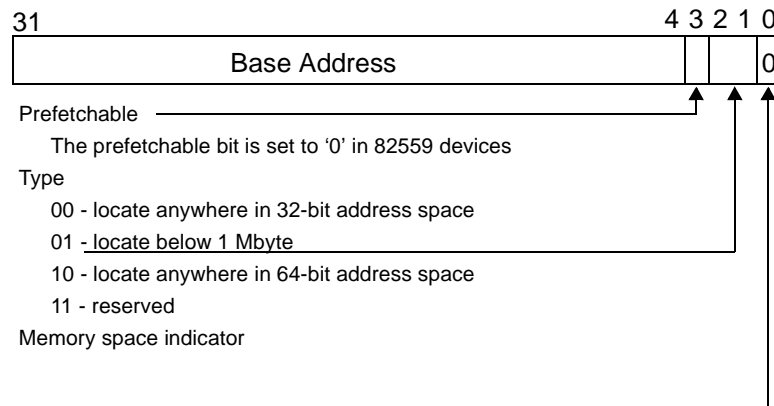 31 4 3 2 1 0
Base Address 0
Prefetchable
The prefetchable bit is set to ‘0’ in 82559 devices
Type
00 - locate anywhere in 32-bit address space
01 - locate below 1 Mbyte
10 - locate anywhere in 64-bit address space
11 - reserved
Memory space indicator